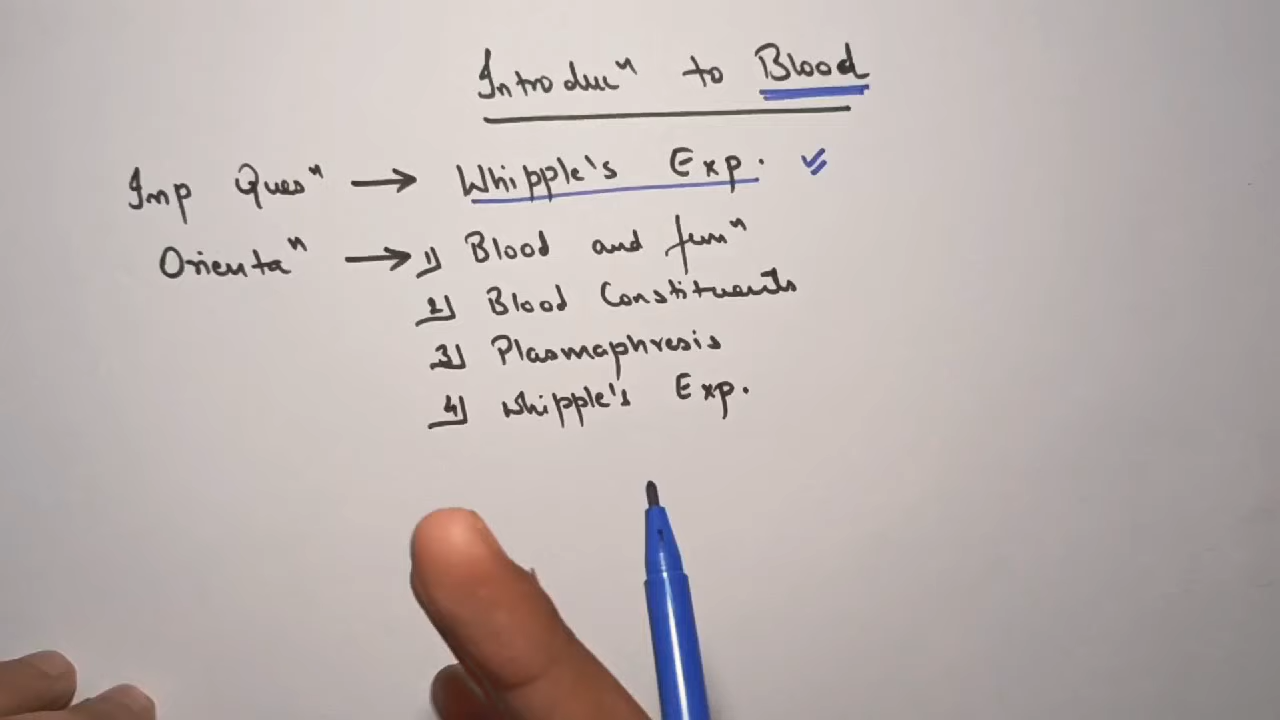 Introducⁿ to Blood
Imp Quesⁿ → Whipple's Exp.
Orientaⁿ → 1) Blood and funⁿ
2) Blood Constituents
3) Plasmaphresis
4) Whipple's Exp.